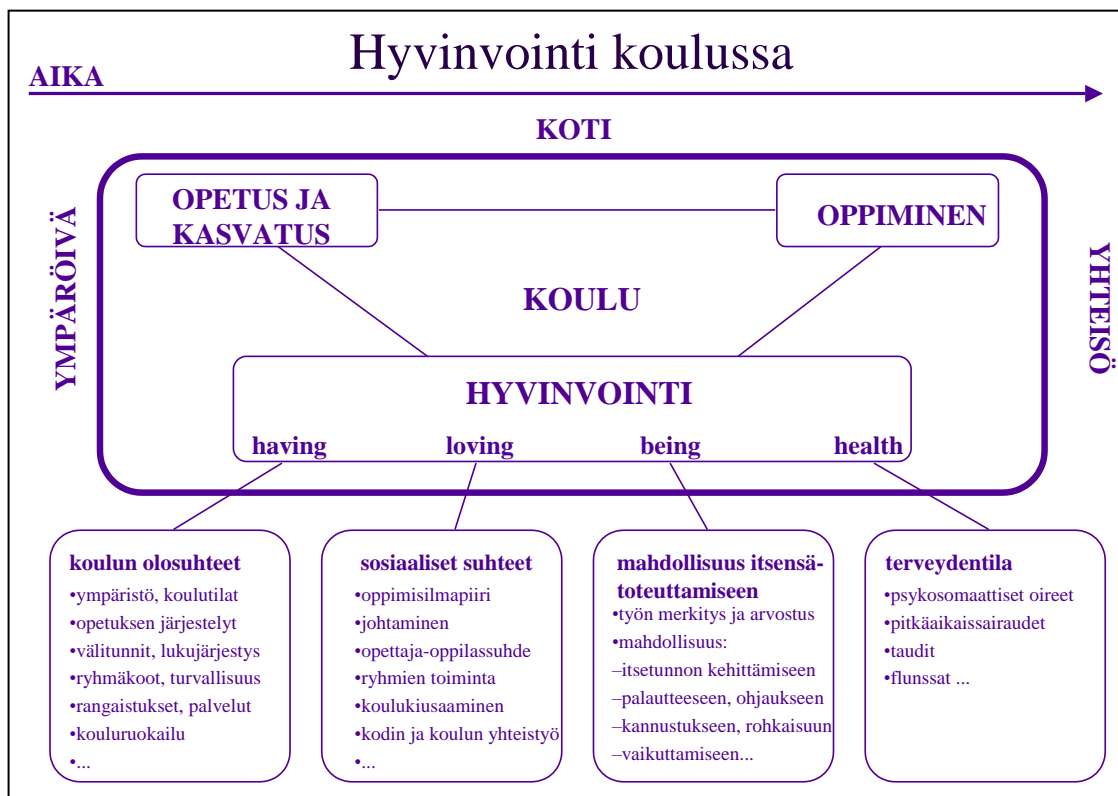 Hyvinvointi koulussa
AIKA
KOTI
YMPÄRÖIVÄ
YHTEISÖ
OPETUS JA
KASVATUS
OPPIMINEN
KOULU
HYVINVOINTI
having
loving
being
health
koulun olosuhteet
•ympäristö, koulutilat
•opetuksen järjestelyt
•välitunnit, lukujärjestys
•ryhmäkoot, turvallisuus
•rangaistukset, palvelut
•kouluruokailu
•...
sosiaaliset suhteet
•oppimisilmapiiri
•johtaminen
•opettaja-oppilassuhde
•ryhmien toiminta
•koulukiusaaminen
•kodin ja koulun yhteistyö
•...
mahdollisuus itsensä-
toteuttamiseen
•työn merkitys ja arvostus
•mahdollisuus:
–itsetunnon kehittämiseen
–palautteeseen, ohjaukseen
–kannustukseen, rohkaisuun
–vaikuttamiseen...
terveydentila
•psykosomaattiset oireet
•pitkäaikaissairaudet
•taudit
•flunssat ...